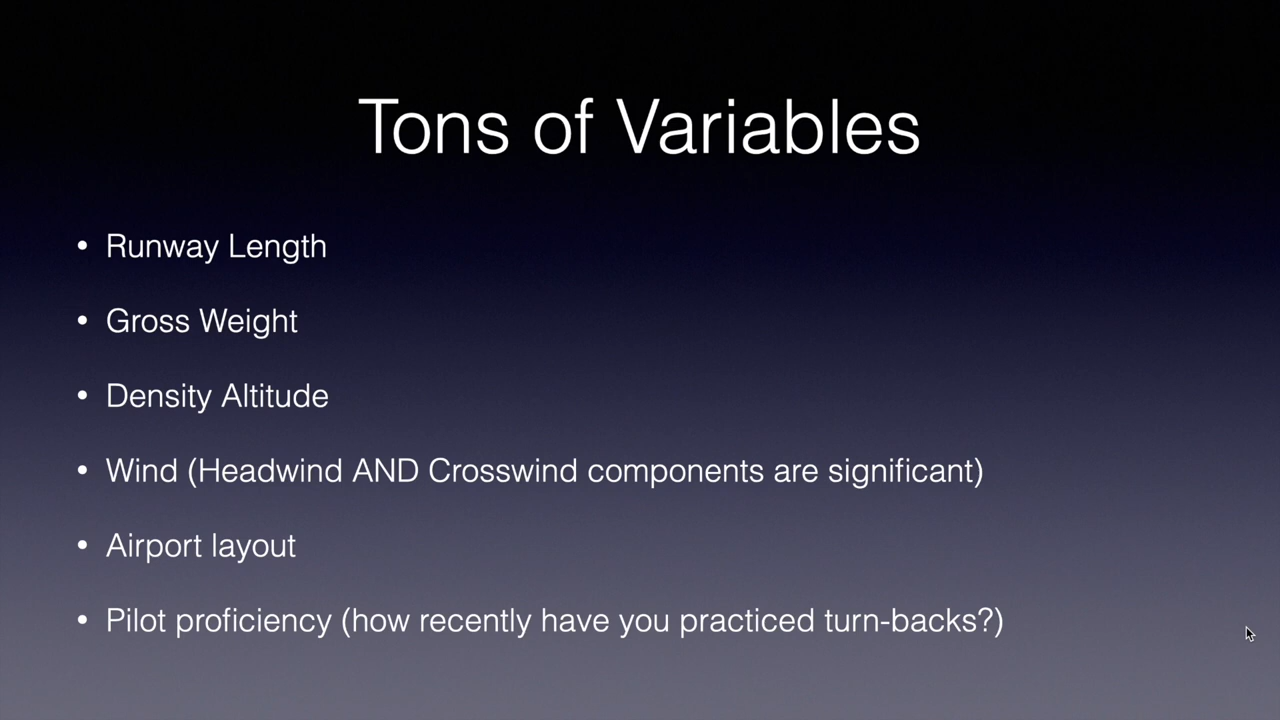 Tons of Variables
• Runway Length
• Gross Weight
• Density Altitude
• Wind (Headwind AND Crosswind components are significant)
• Airport layout
• Pilot proficiency (how recently have you practiced turn-backs?)